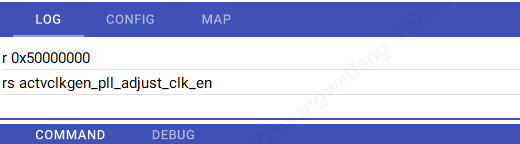 LOG CONFIG MAP
r 0x50000000
rs actvclkgen_pll_adjust_clk_en
COMMAND DEBUG